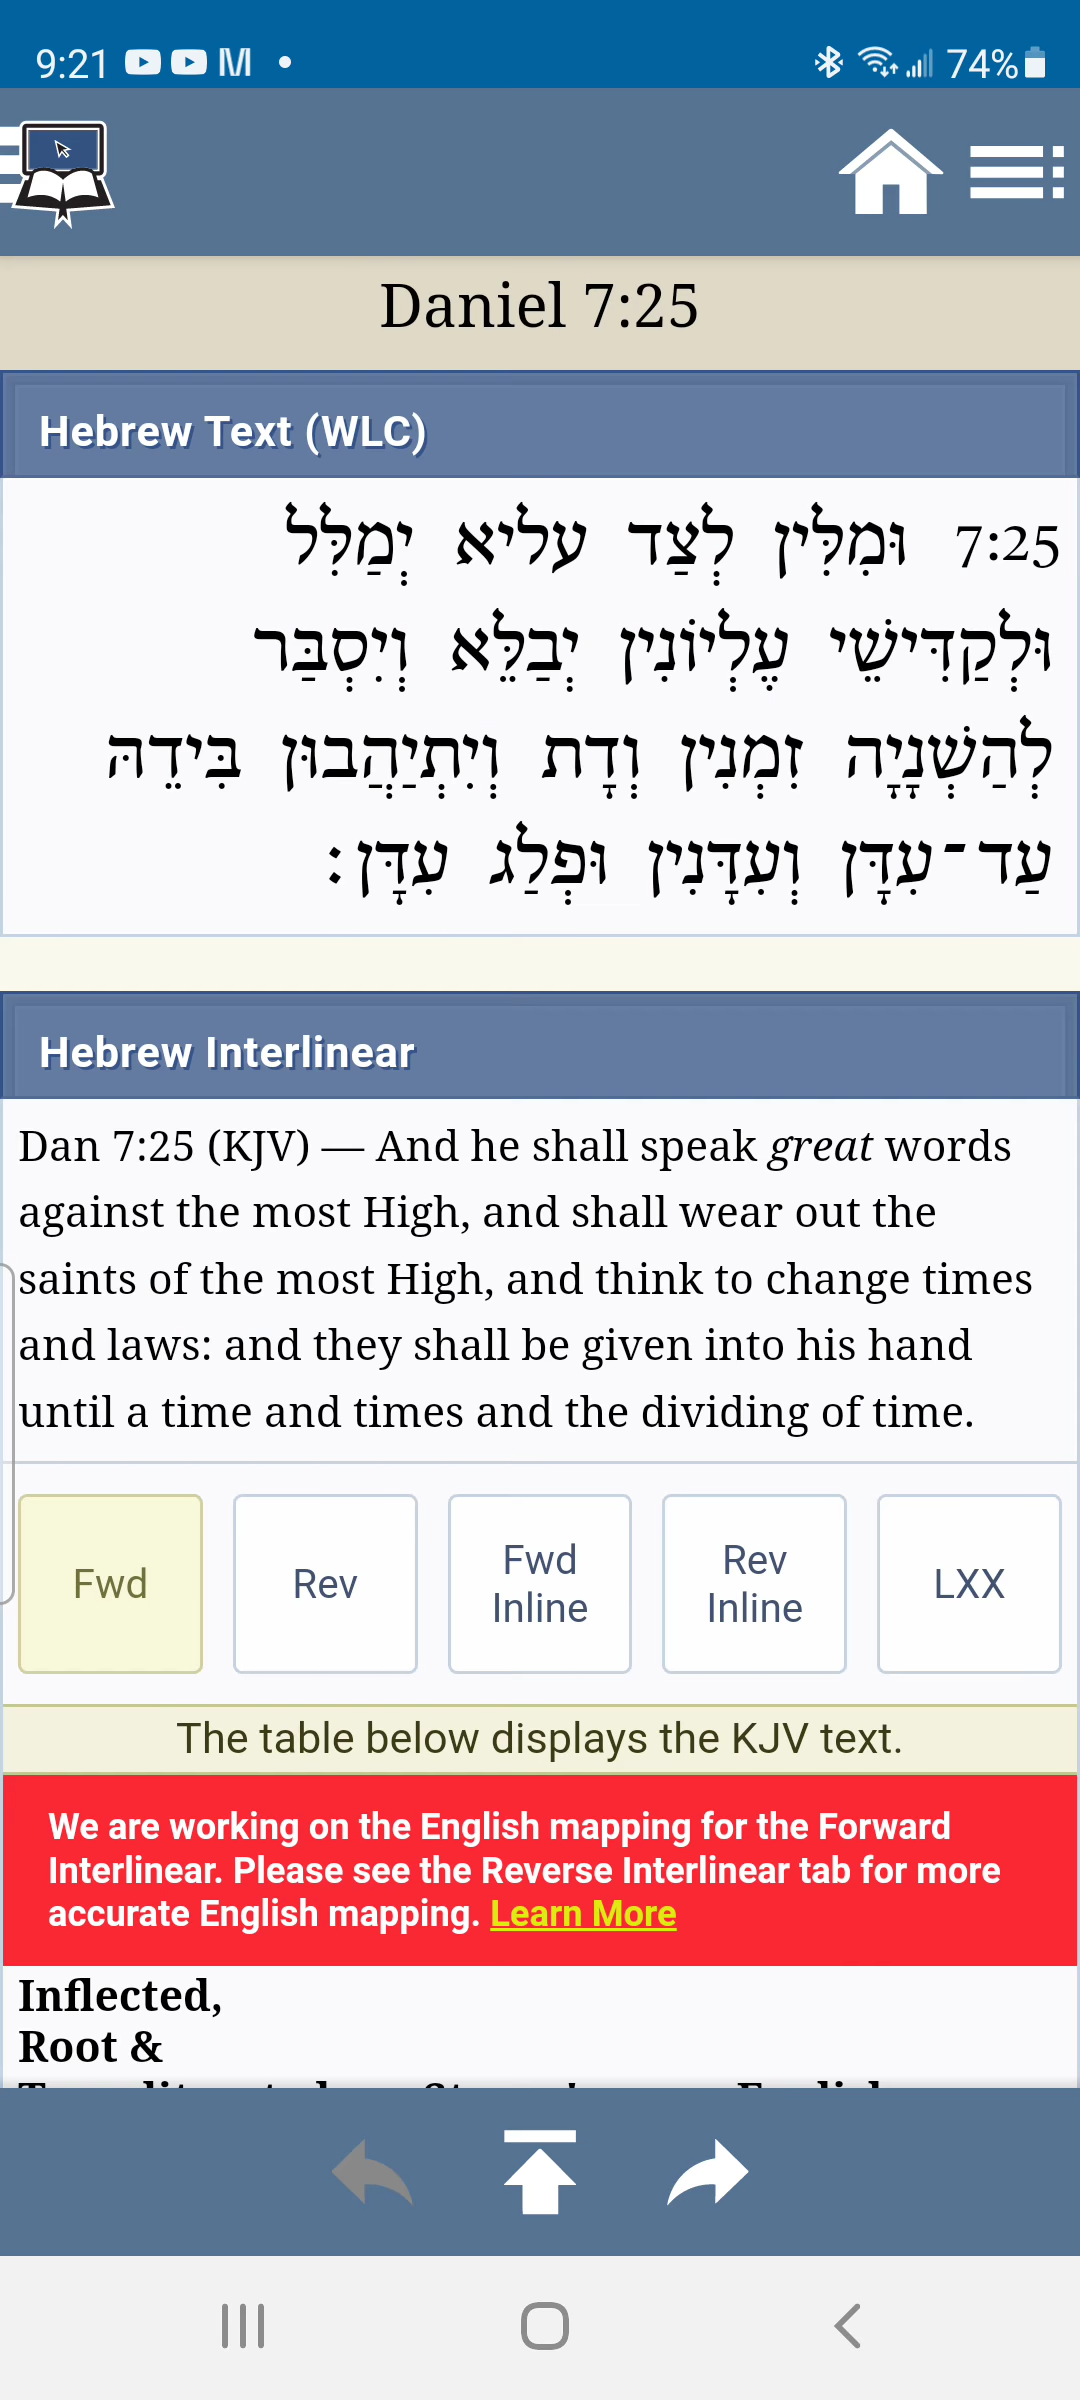 9:21
74%
Daniel 7:25
Hebrew Text (WLC)
7:25 וּמִלִּין לְצַד עליא יְמַלִּל
וּלְקַדִּישֵׁי עֶלְיוֹנִין יְבַלֵּא וְיִסְבַּר
לְהַשְׁנָיָה זִמְנִין וְדָת וְיִתְיַהֲבוּן בִּידֵהּ
עַד־עִדָּן וְעִדָּנִין וּפְלַג עִדָּן׃
Hebrew Interlinear
Dan 7:25 (KJV) — And he shall speak great words
against the most High, and shall wear out the
saints of the most High, and think to change times
and laws: and they shall be given into his hand
until a time and times and the dividing of time.
Fwd
Rev
Fwd
Inline
Rev
Inline
LXX
The table below displays the KJV text.
We are working on the English mapping for the Forward
Interlinear. Please see the Reverse Interlinear tab for more
accurate English mapping. Learn More
Inflected,
Root &